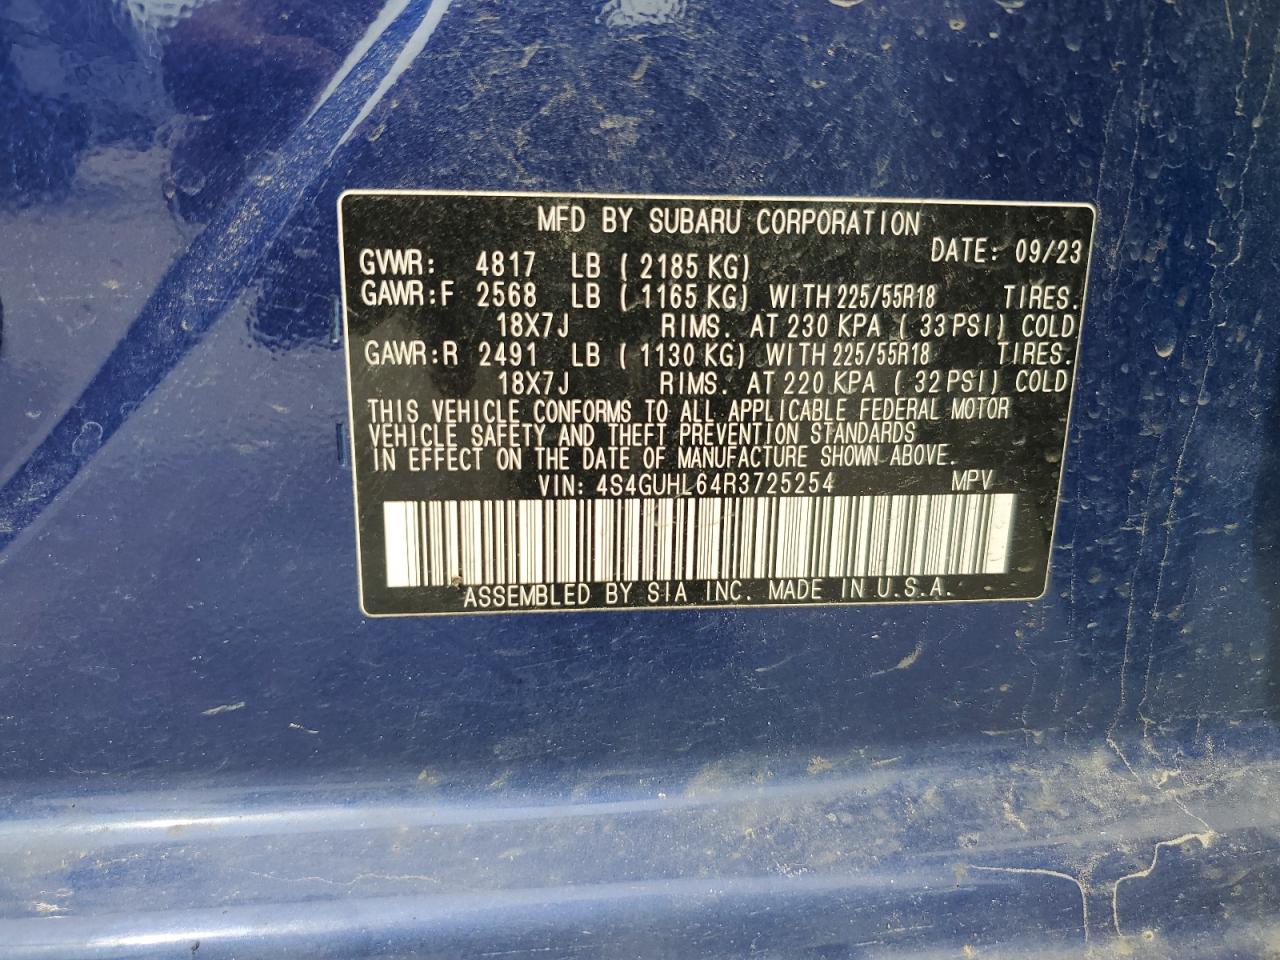 MFD BY SUBARU CORPORATION
DATE: 09/23
GVWR: 4817 LB (2185 KG)
GAWR:F 2568 LB (1165 KG) WITH 225/55R18 TIRES.
18X7J RIMS. AT 230 KPA (33 PSI) COLD
GAWR:R 2491 LB (1130 KG) WITH 225/55R18 TIRES.
18X7J RIMS. AT 220 KPA (32 PSI) COLD
THIS VEHICLE CONFORMS TO ALL APPLICABLE FEDERAL MOTOR
VEHICLE SAFETY AND THEFT PREVENTION STANDARDS
IN EFFECT ON THE DATE OF MANUFACTURE SHOWN ABOVE.
VIN: 4S4GUHL64R3725254 MPV
ASSEMBLED BY SIA INC. MADE IN U.S.A.